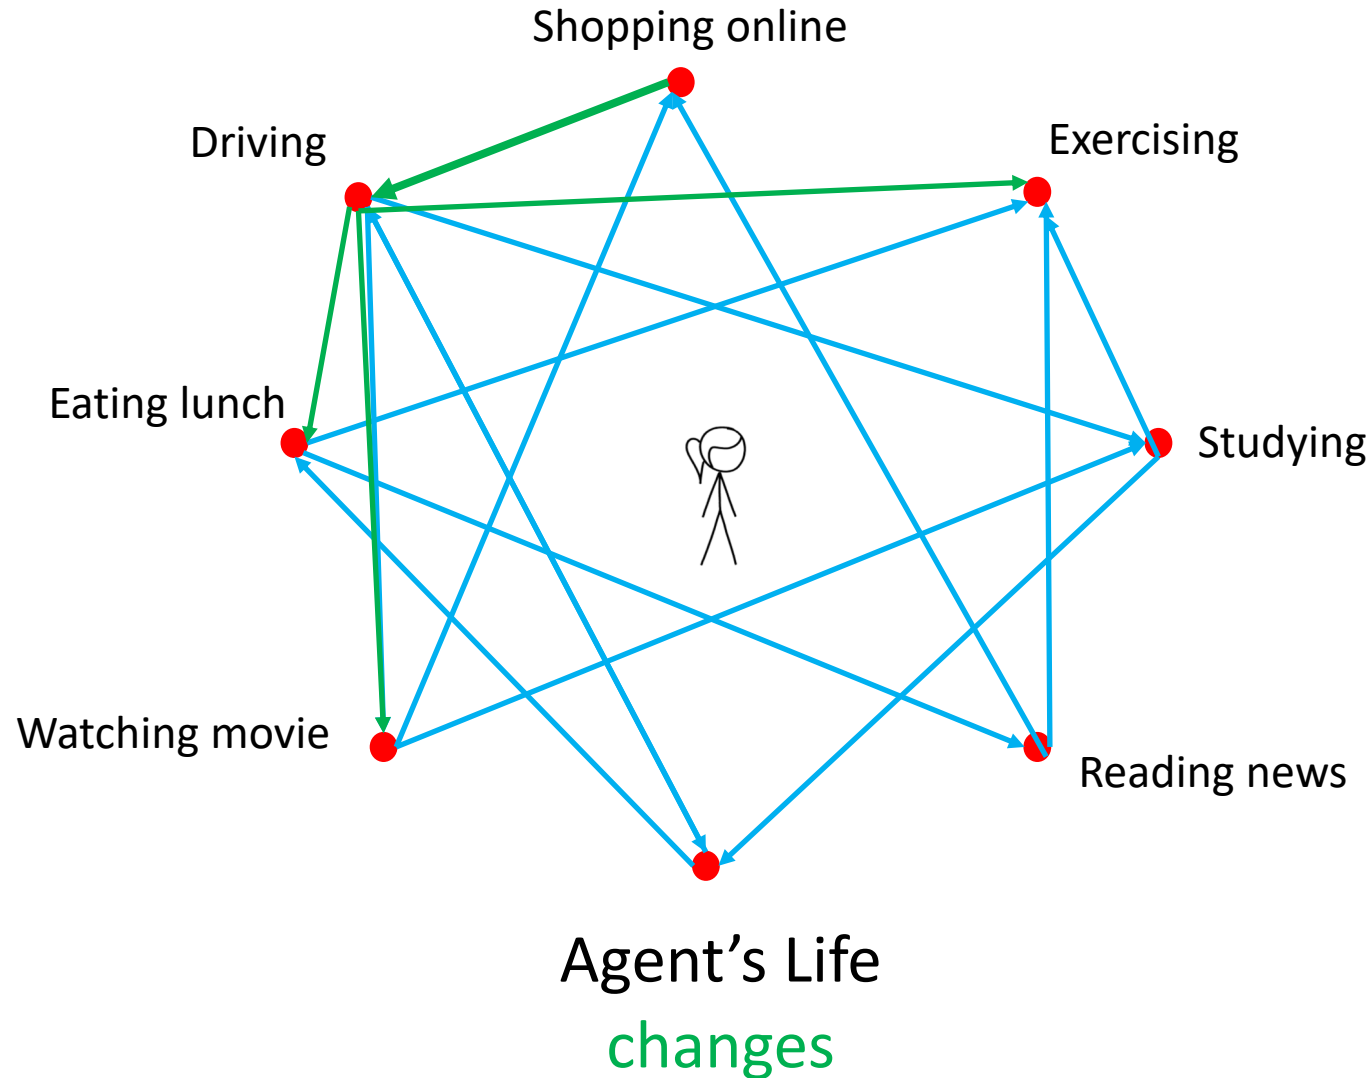 Shopping online
Driving
Exercising
Eating lunch
Studying
Watching movie
Reading news
Agent’s Life
changes